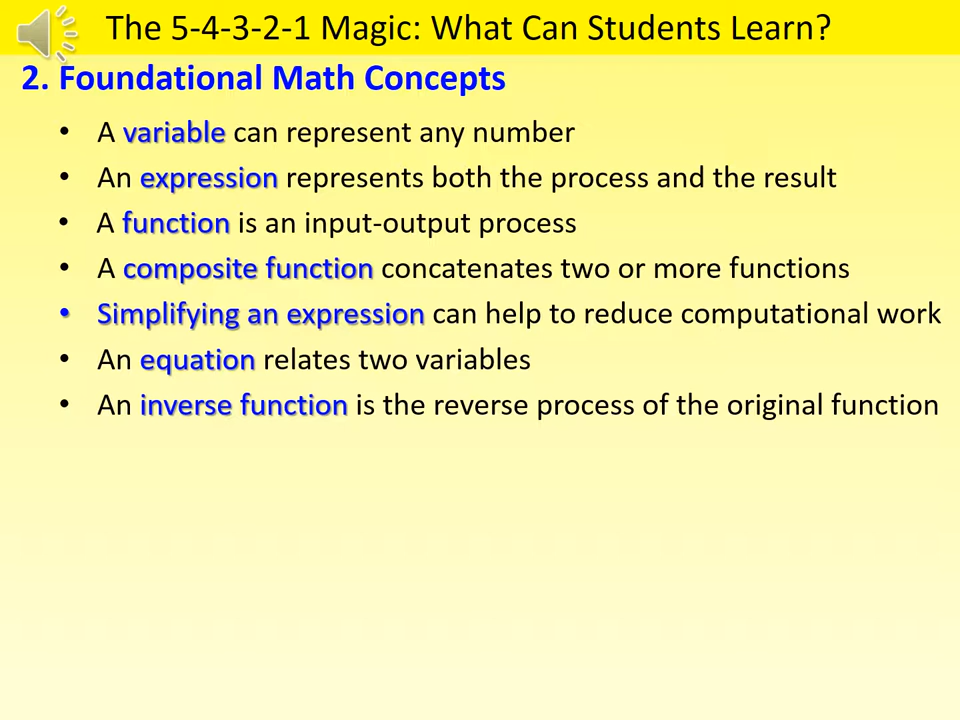 The 5-4-3-2-1 Magic: What Can Students Learn?
2. Foundational Math Concepts
• A variable can represent any number
• An expression represents both the process and the result
• A function is an input-output process
• A composite function concatenates two or more functions
• Simplifying an expression can help to reduce computational work
• An equation relates two variables
• An inverse function is the reverse process of the original function